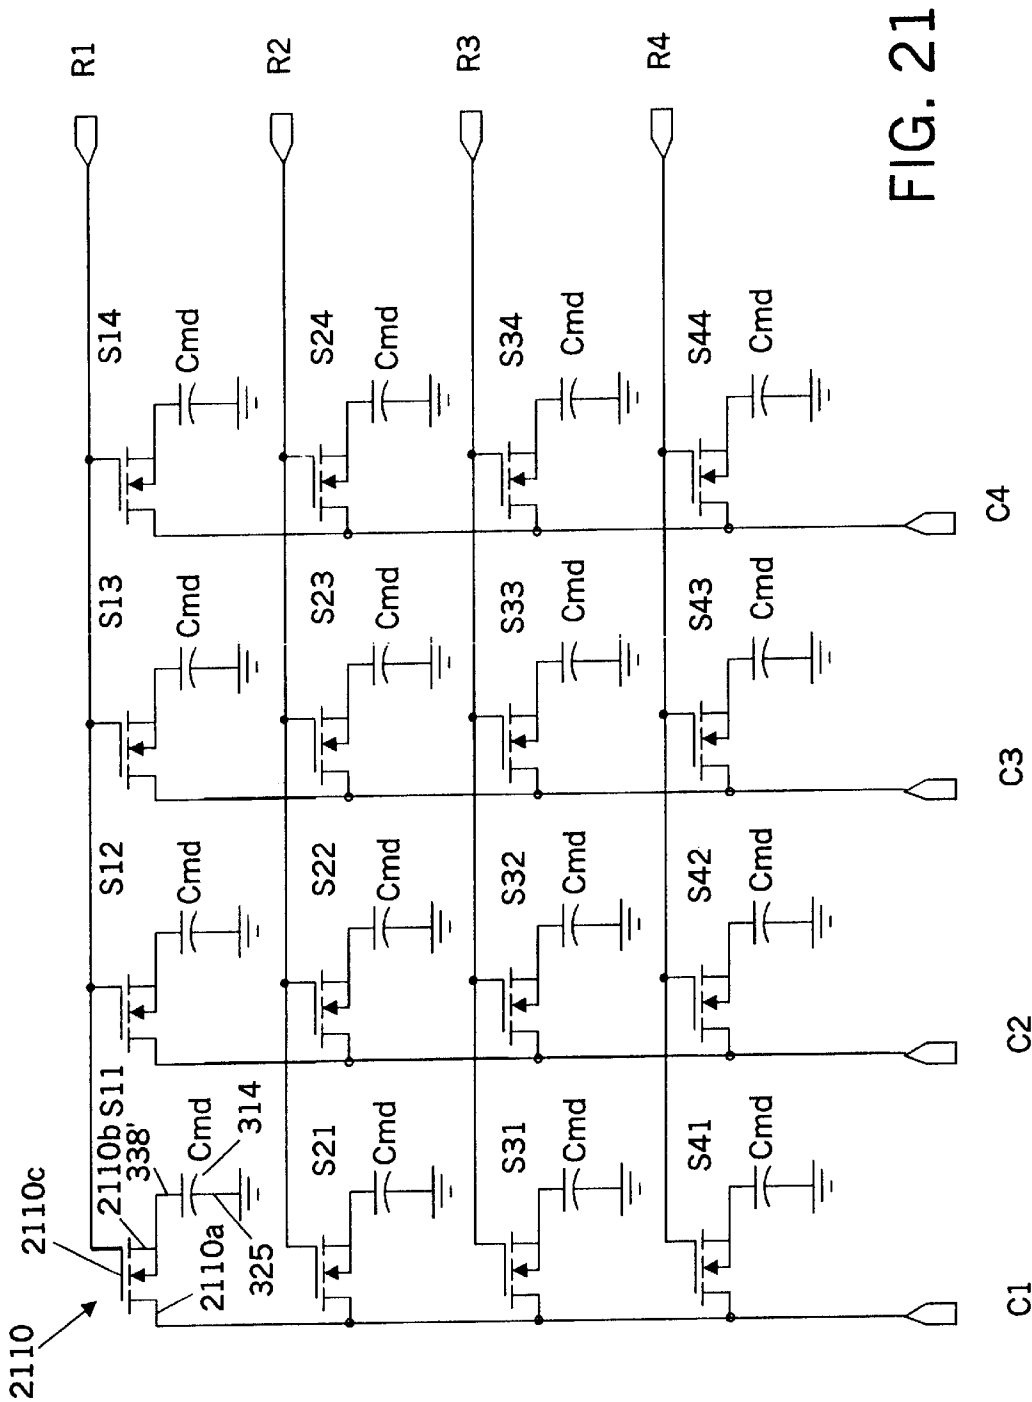 2110
2110c
2110b
S11
338'
Cmd
314
2110a
325
S12
Cmd
S13
Cmd
S14
Cmd
R1
S21
Cmd
S22
Cmd
S23
Cmd
S24
Cmd
R2
S31
Cmd
S32
Cmd
S33
Cmd
S34
Cmd
R3
S41
Cmd
S42
Cmd
S43
Cmd
S44
Cmd
R4
C1
C2
C3
C4
FIG. 21